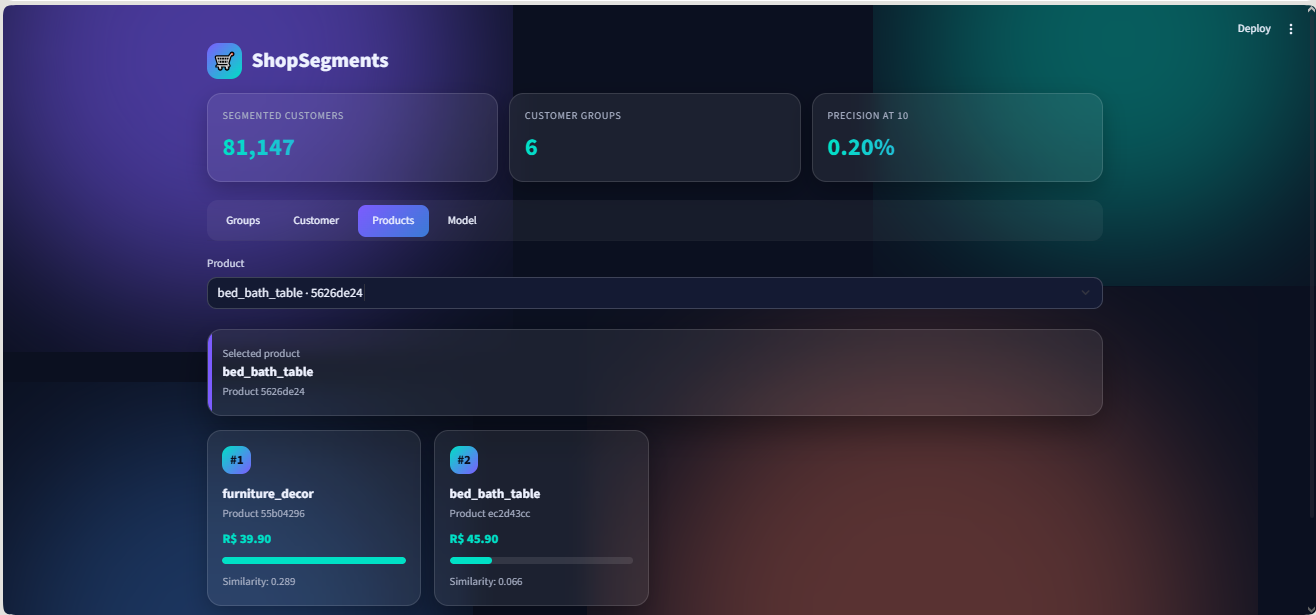 Deploy
ShopSegments
SEGMENTED CUSTOMERS
81,147
CUSTOMER GROUPS
6
PRECISION AT 10
0.20%
Groups Customer Products Model
Product
bed_bath_table · 5626de24
Selected product
bed_bath_table
Product 5626de24
#1
furniture_decor
Product 55b04296
R$ 39.90
Similarity: 0.289
#2
bed_bath_table
Product ec2d43cc
R$ 45.90
Similarity: 0.066